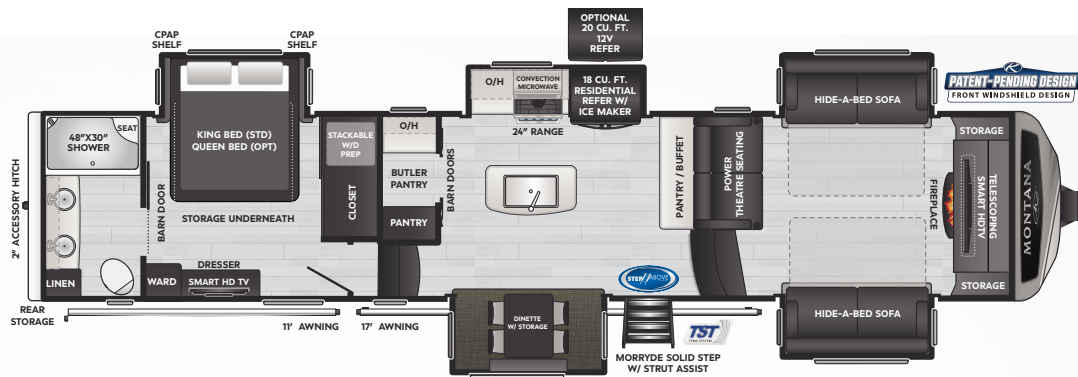 CPAP
SHELF
CPAP
SHELF
OPTIONAL
20 CU. FT.
12V
REFER
O/H
CONVECTION
MICROWAVE
18 CU. FT.
RESIDENTIAL
REFER W/
ICE MAKER
24" RANGE
HIDE-A-BED SOFA
PATENT-PENDING DESIGN
FRONT WINDSHIELD DESIGN
48"X30"
SHOWER
SEAT
KING BED (STD)
QUEEN BED (OPT)
STACKABLE
W/D
PREP
O/H
BUTLER
PANTRY
PANTRY
BARN DOORS
CLOSET
PANTRY / BUFFET
POWER
THEATRE SEATING
STORAGE
FIREPLACE
TELESCOPING
SMART HDTV
MONTANA
STORAGE
2" ACCESSORY HITCH
BARN DOOR
STORAGE UNDERNEATH
DRESSER
SMART HD TV
WARD
LINEN
REAR
STORAGE
11' AWNING
17' AWNING
DINETTE
W/ STORAGE
STEP ABOVE
TST
MORRYDE SOLID STEP
W/ STRUT ASSIST
HIDE-A-BED SOFA